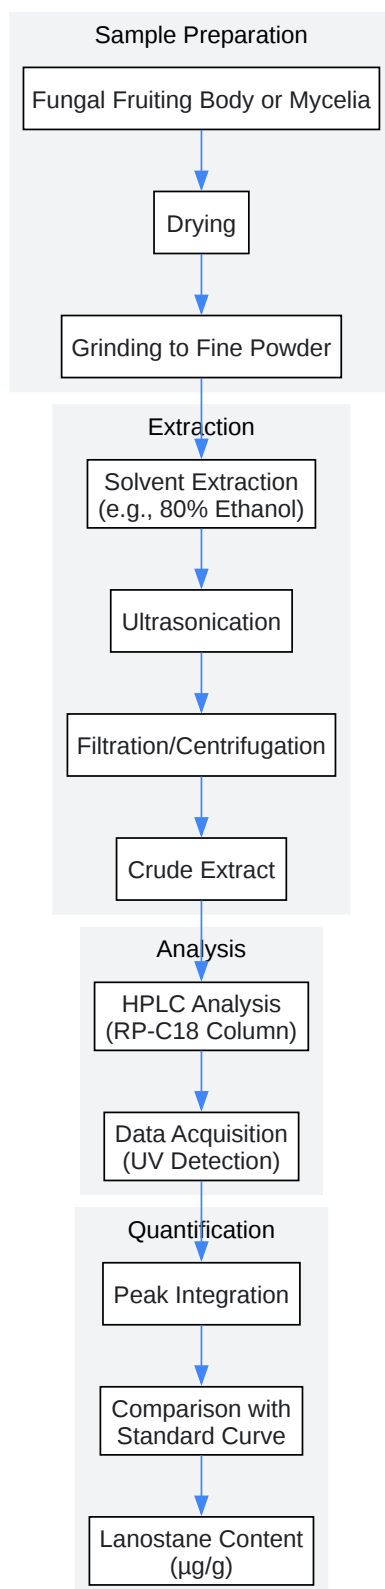 Sample Preparation
Fungal Fruiting Body or Mycelia
Drying
Grinding to Fine Powder
Extraction
Solvent Extraction
(e.g., 80% Ethanol)
Ultrasonication
Filtration/Centrifugation
Crude Extract
Analysis
HPLC Analysis
(RP-C18 Column)
Data Acquisition
(UV Detection)
Quantification
Peak Integration
Comparison with
Standard Curve
Lanostane Content
(µg/g)